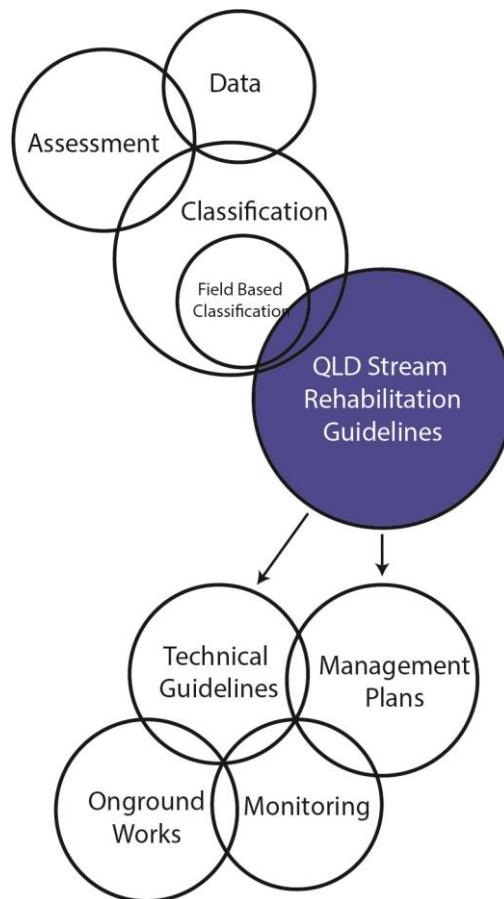 Data
Assessment
Classification
Field Based
Classification
QLD Stream
Rehabilitation
Guidelines
Technical
Guidelines
Management
Plans
Onground
Works
Monitoring